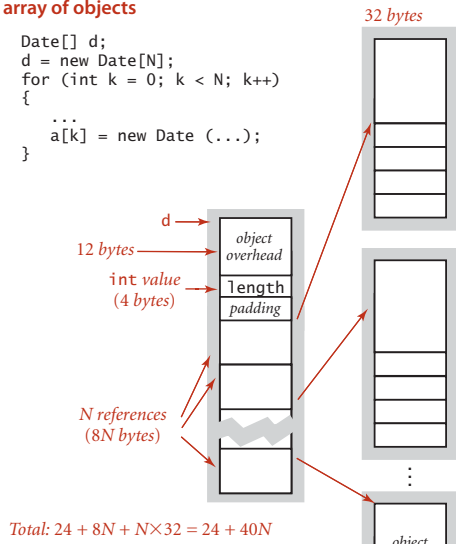 array of objects
32 bytes
Date[] d;
d = new Date[N];
for (int k = 0; k < N; k++)
{
...
a[k] = new Date (...);
}
d
12 bytes
object
overhead
int value
(4 bytes)
length
padding
N references
(8N bytes)
Total: 24 + 8N + N×32 = 24 + 40N
object